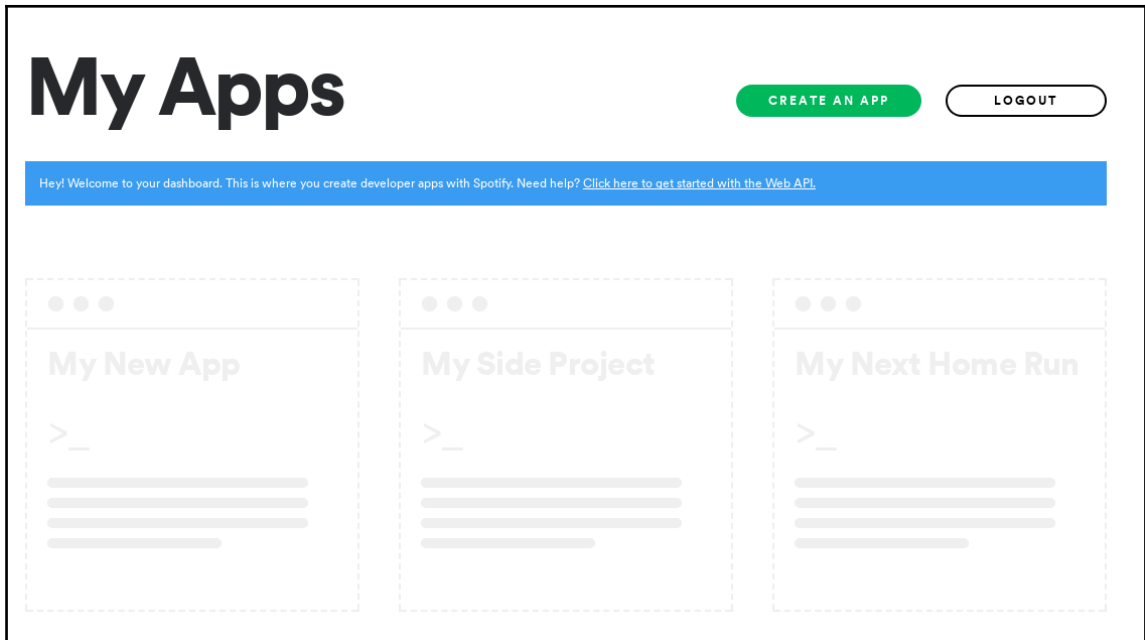 My Apps
CREATE AN APP
LOGOUT
Hey! Welcome to your dashboard. This is where you create developer apps with Spotify. Need help? Click here to get started with the Web API.
My New App
>_
My Side Project
>_
My Next Home Run
>_